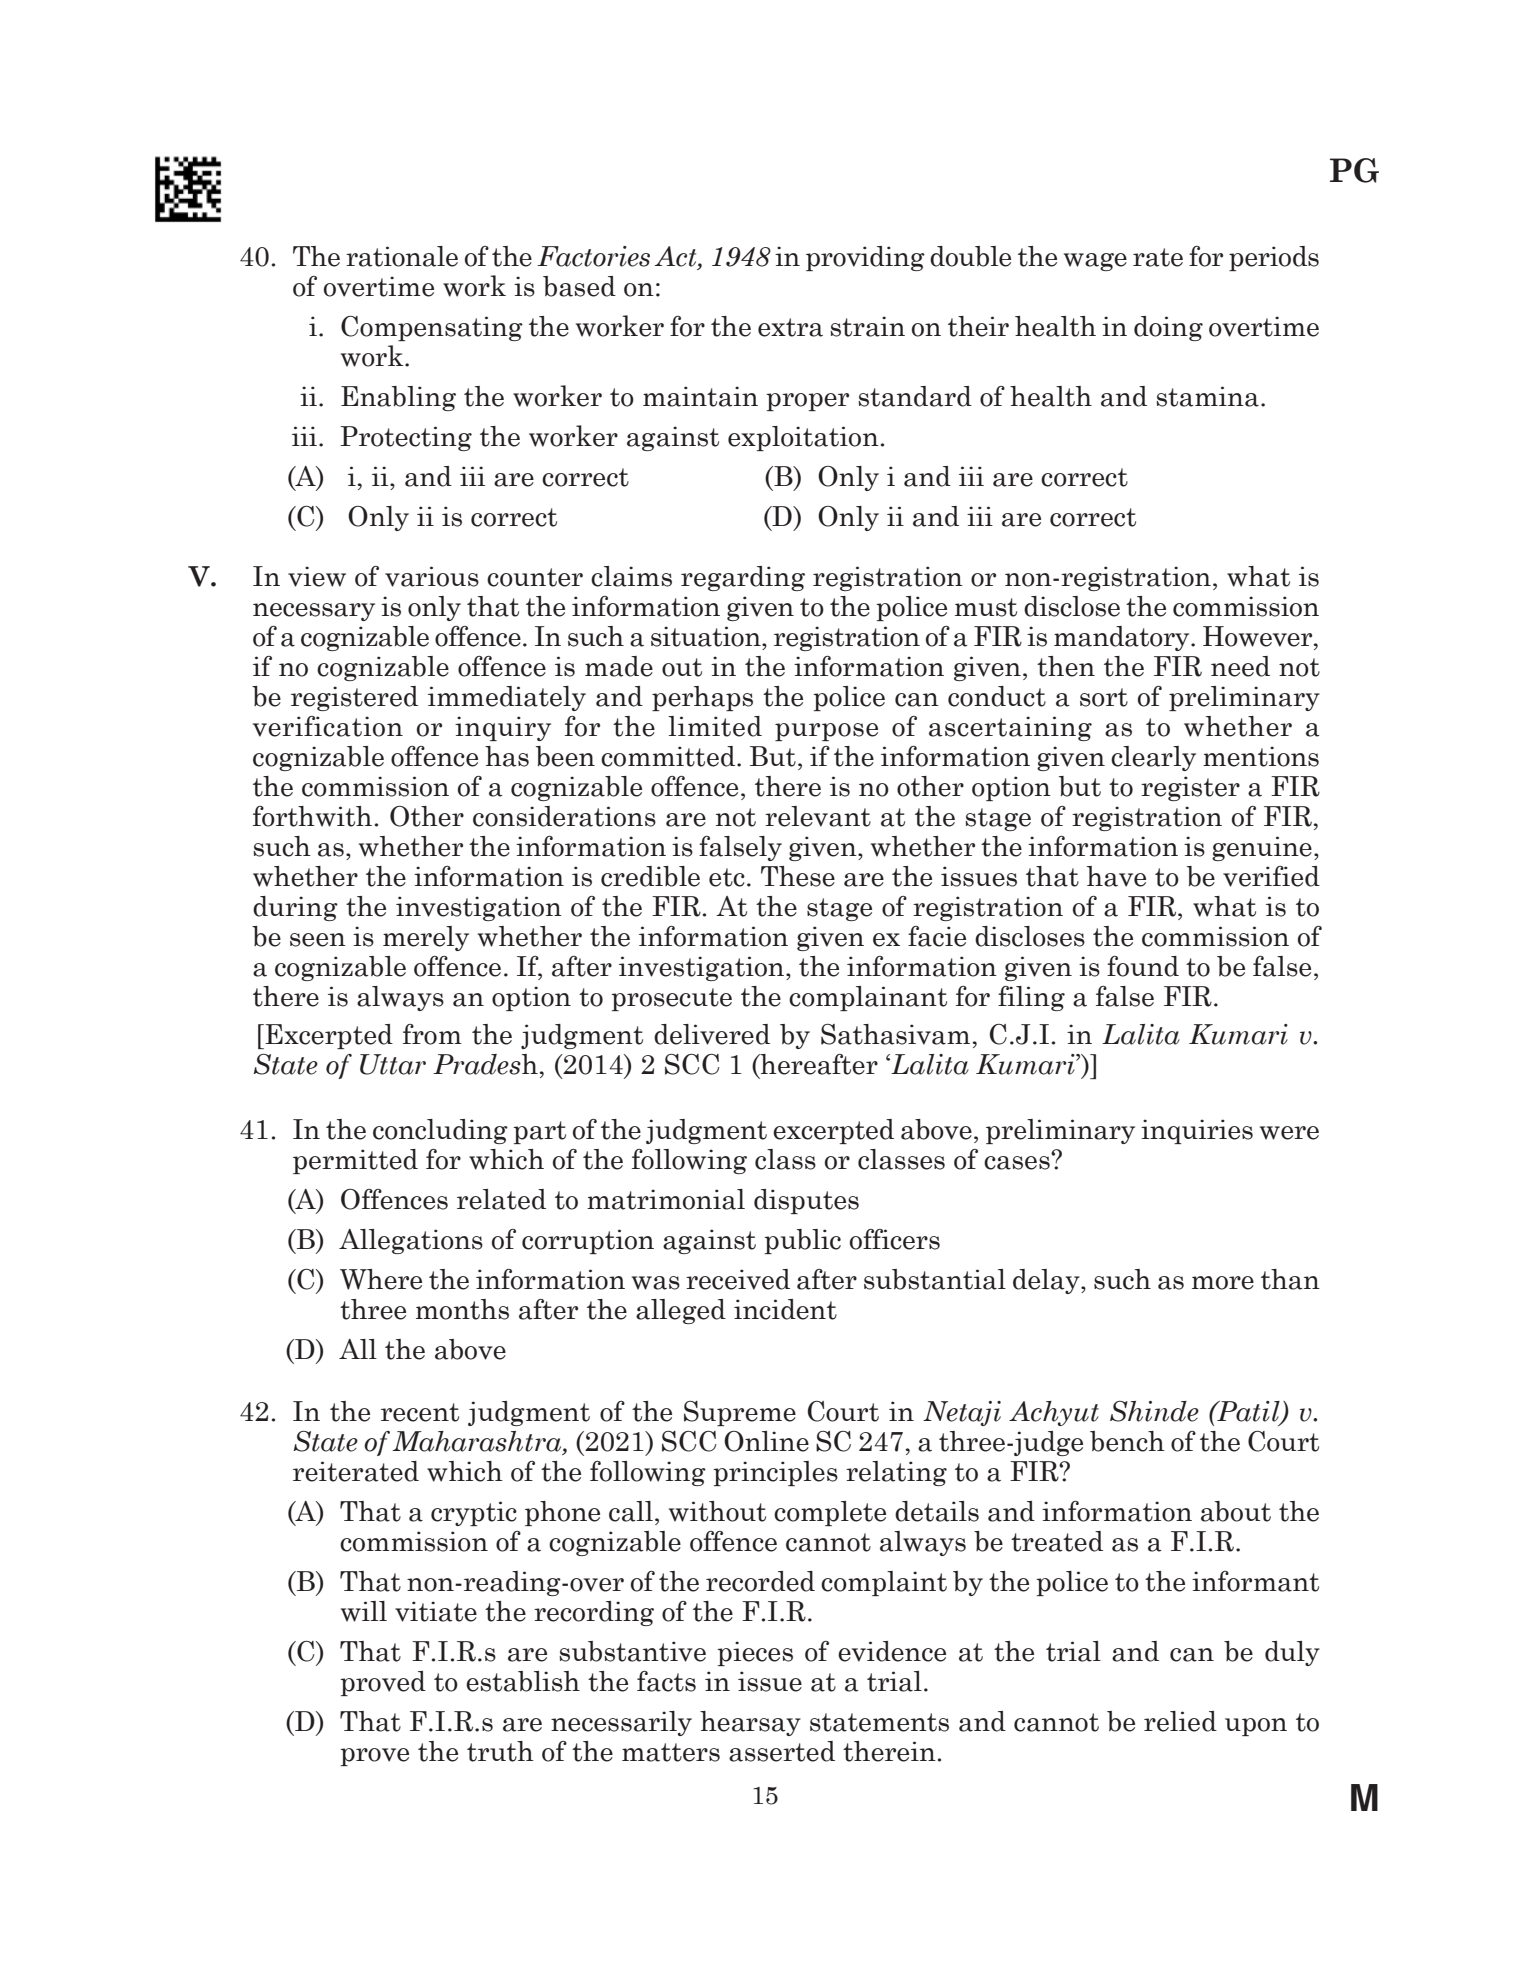 PG
40. The rationale of the Factories Act, 1948 in providing double the wage rate for periods
of overtime work is based on:
i. Compensating the worker for the extra strain on their health in doing overtime
work.
ii. Enabling the worker to maintain proper standard of health and stamina.
iii. Protecting the worker against exploitation.
(A) i, ii, and iii are correct (B) Only i and iii are correct
(C) Only ii is correct (D) Only ii and iii are correct
V. In view of various counter claims regarding registration or non-registration, what is
necessary is only that the information given to the police must disclose the commission
of a cognizable offence. In such a situation, registration of a FIR is mandatory. However,
if no cognizable offence is made out in the information given, then the FIR need not
be registered immediately and perhaps the police can conduct a sort of preliminary
verification or inquiry for the limited purpose of ascertaining as to whether a
cognizable offence has been committed. But, if the information given clearly mentions
the commission of a cognizable offence, there is no other option but to register a FIR
forthwith. Other considerations are not relevant at the stage of registration of FIR,
such as, whether the information is falsely given, whether the information is genuine,
whether the information is credible etc. These are the issues that have to be verified
during the investigation of the FIR. At the stage of registration of a FIR, what is to
be seen is merely whether the information given ex facie discloses the commission of
a cognizable offence. If, after investigation, the information given is found to be false,
there is always an option to prosecute the complainant for filing a false FIR.
[Excerpted from the judgment delivered by Sathasivam, C.J.I. in Lalita Kumari v.
State of Uttar Pradesh, (2014) 2 SCC 1 (hereafter ‘Lalita Kumari’)]
41. In the concluding part of the judgment excerpted above, preliminary inquiries were
permitted for which of the following class or classes of cases?
(A) Offences related to matrimonial disputes
(B) Allegations of corruption against public officers
(C) Where the information was received after substantial delay, such as more than
three months after the alleged incident
(D) All the above
42. In the recent judgment of the Supreme Court in Netaji Achyut Shinde (Patil) v.
State of Maharashtra, (2021) SCC Online SC 247, a three-judge bench of the Court
reiterated which of the following principles relating to a FIR?
(A) That a cryptic phone call, without complete details and information about the
commission of a cognizable offence cannot always be treated as a F.I.R.
(B) That non-reading-over of the recorded complaint by the police to the informant
will vitiate the recording of the F.I.R.
(C) That F.I.R.s are substantive pieces of evidence at the trial and can be duly
proved to establish the facts in issue at a trial.
(D) That F.I.R.s are necessarily hearsay statements and cannot be relied upon to
prove the truth of the matters asserted therein.
15
M